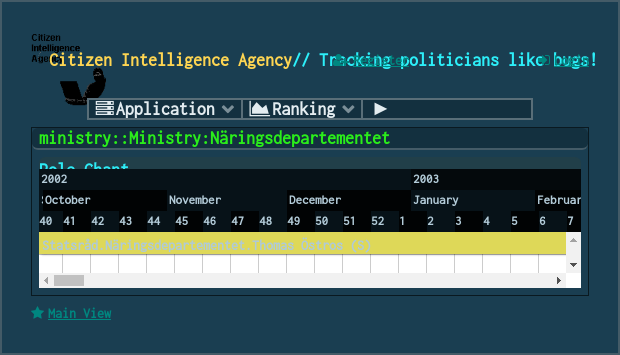 Citizen
Intelligence
Agency
Citizen Intelligence Agency// Tracking politicians like bugs!
Register
Login
Application
Ranking
ministry::Ministry:Näringsdepartementet
Role Chart
2002 2003
October November December January Februar
40 41 42 43 44 45 46 47 48 49 50 51 52 1 2 3 4 5 6 7
Statsråd.Näringsdepartementet.Thomas Östros (S)
Main View